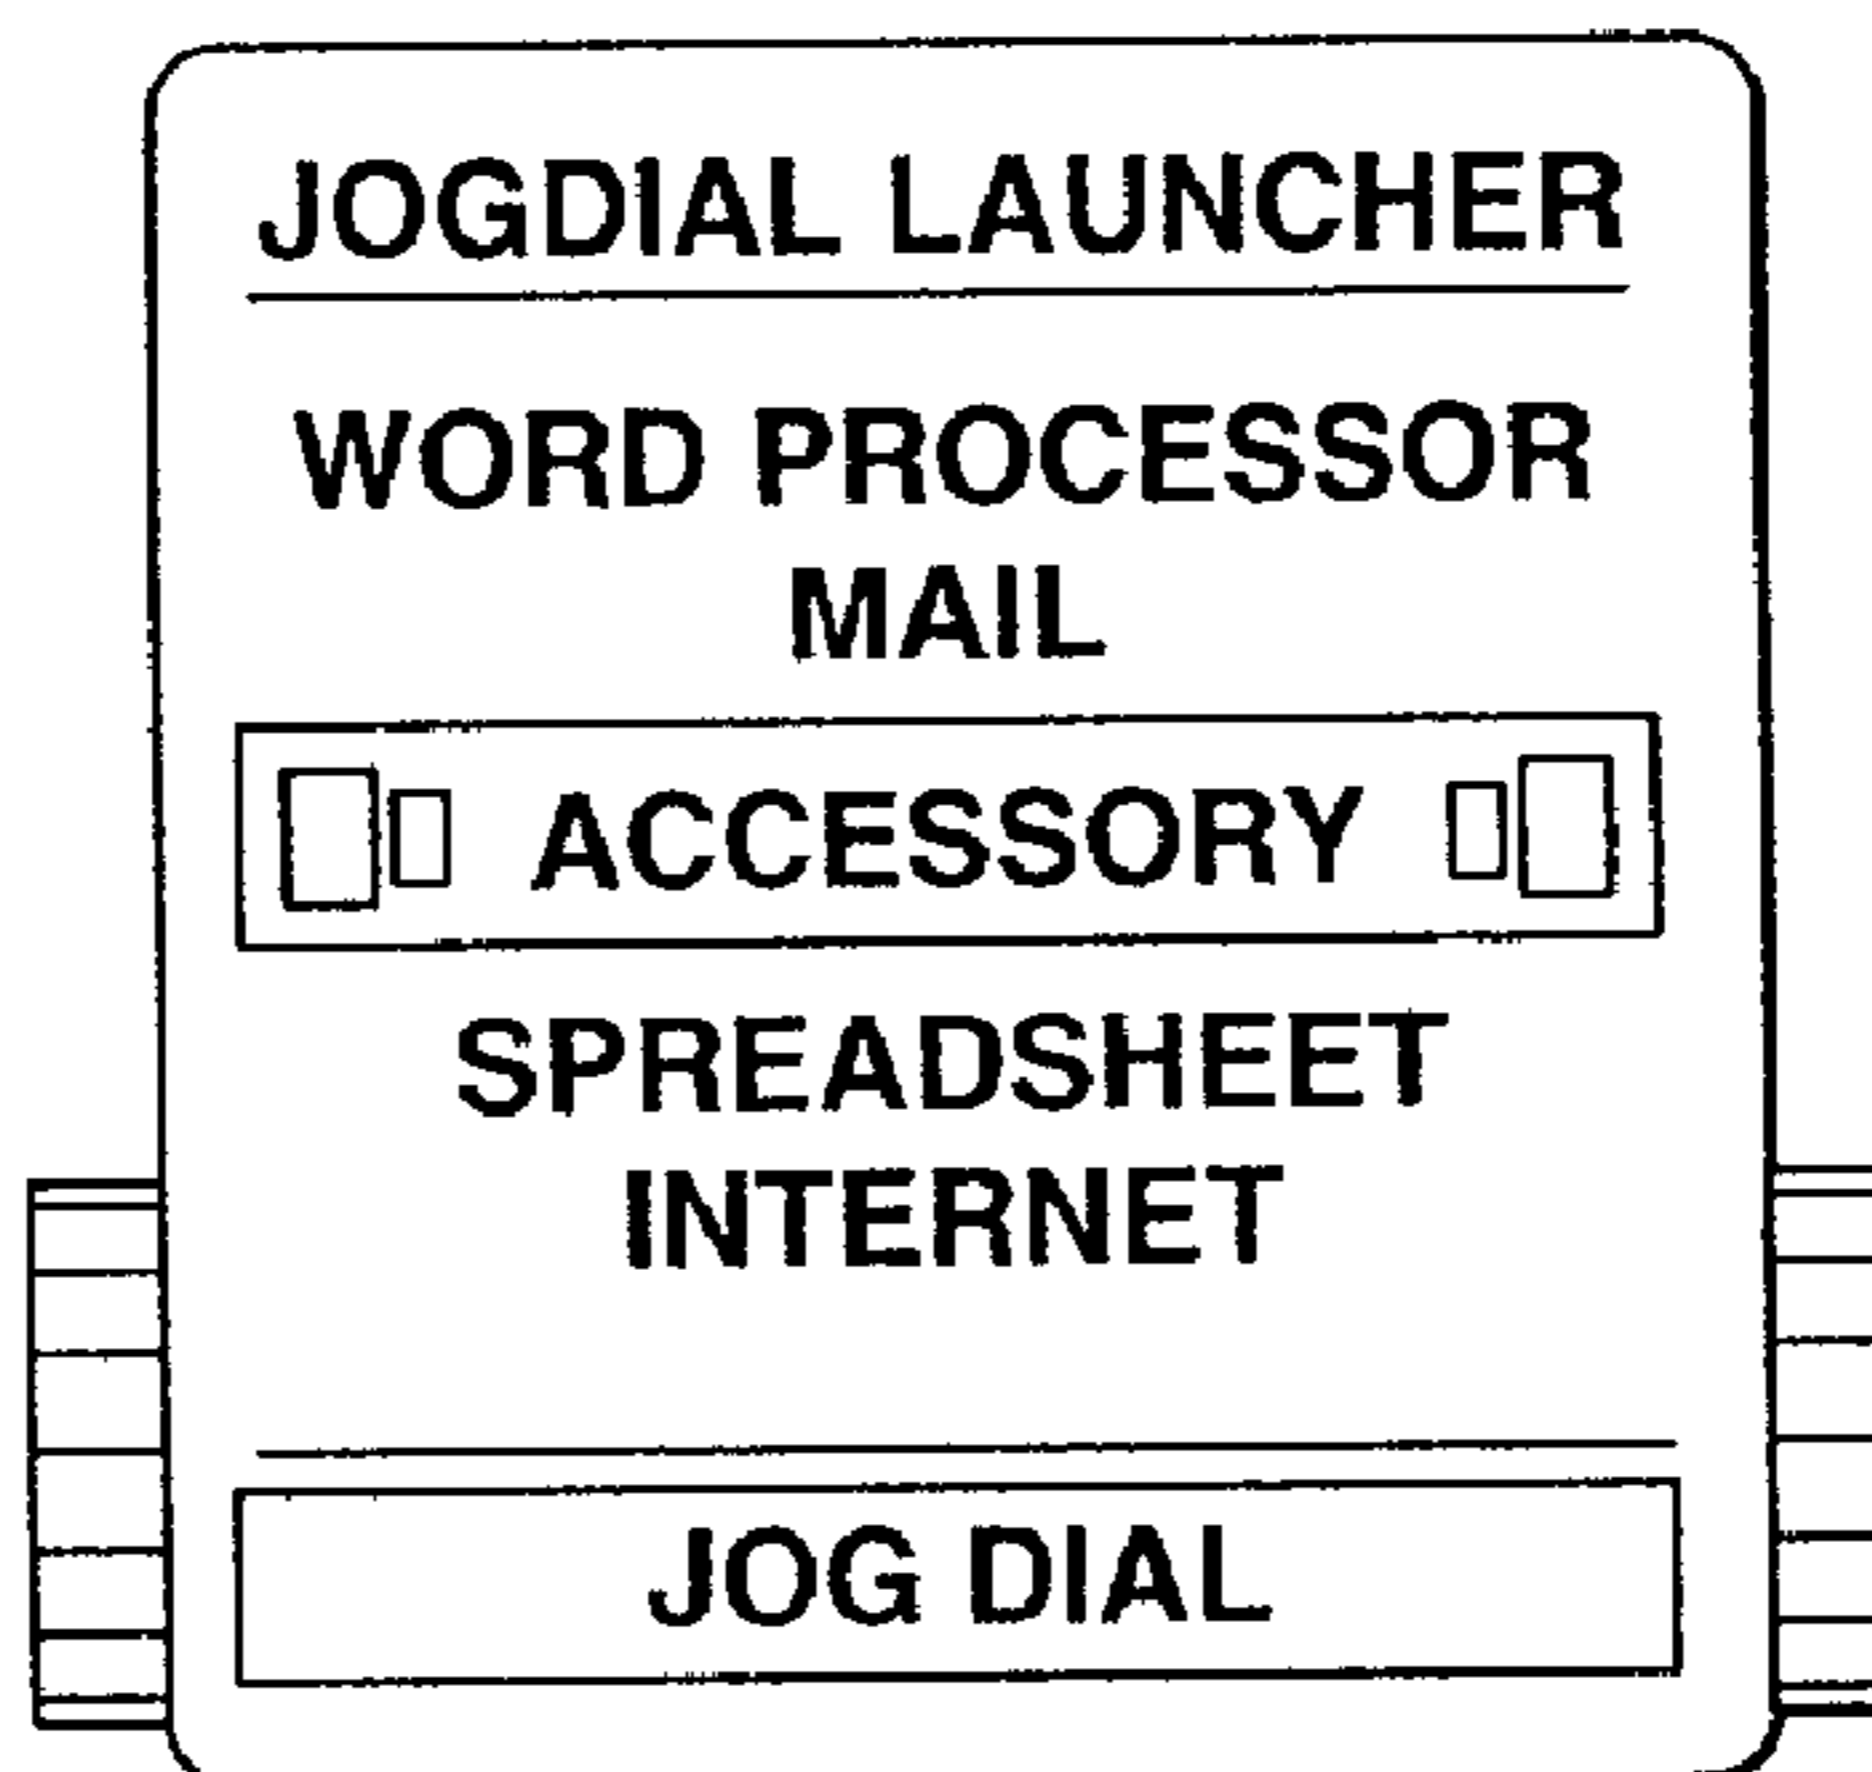 JOGDIAL LAUNCHER
WORD PROCESSOR
MAIL
ACCESSORY
SPREADSHEET
INTERNET
JOG DIAL